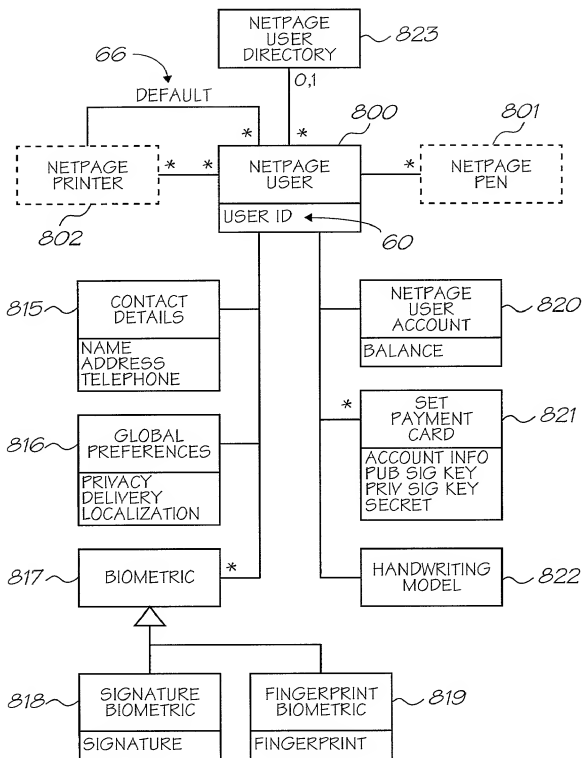 NETPAGE
USER
DIRECTORY
823
66
0,1
DEFAULT
*
*
800
801
NETPAGE
PRINTER
*
*
NETPAGE
USER
*
NETPAGE
PEN
802
USER ID
60
815
CONTACT
DETAILS
NAME
ADDRESS
TELEPHONE
NETPAGE
USER
ACCOUNT
820
BALANCE
816
GLOBAL
PREFERENCES
PRIVACY
DELIVERY
LOCALIZATION
*
SET
PAYMENT
CARD
821
ACCOUNT INFO
PUB SIG KEY
PRIV SIG KEY
SECRET
817
BIOMETRIC
*
HANDWRITING
MODEL
822
818
SIGNATURE
BIOMETRIC
SIGNATURE
FINGERPRINT
BIOMETRIC
819
FINGERPRINT